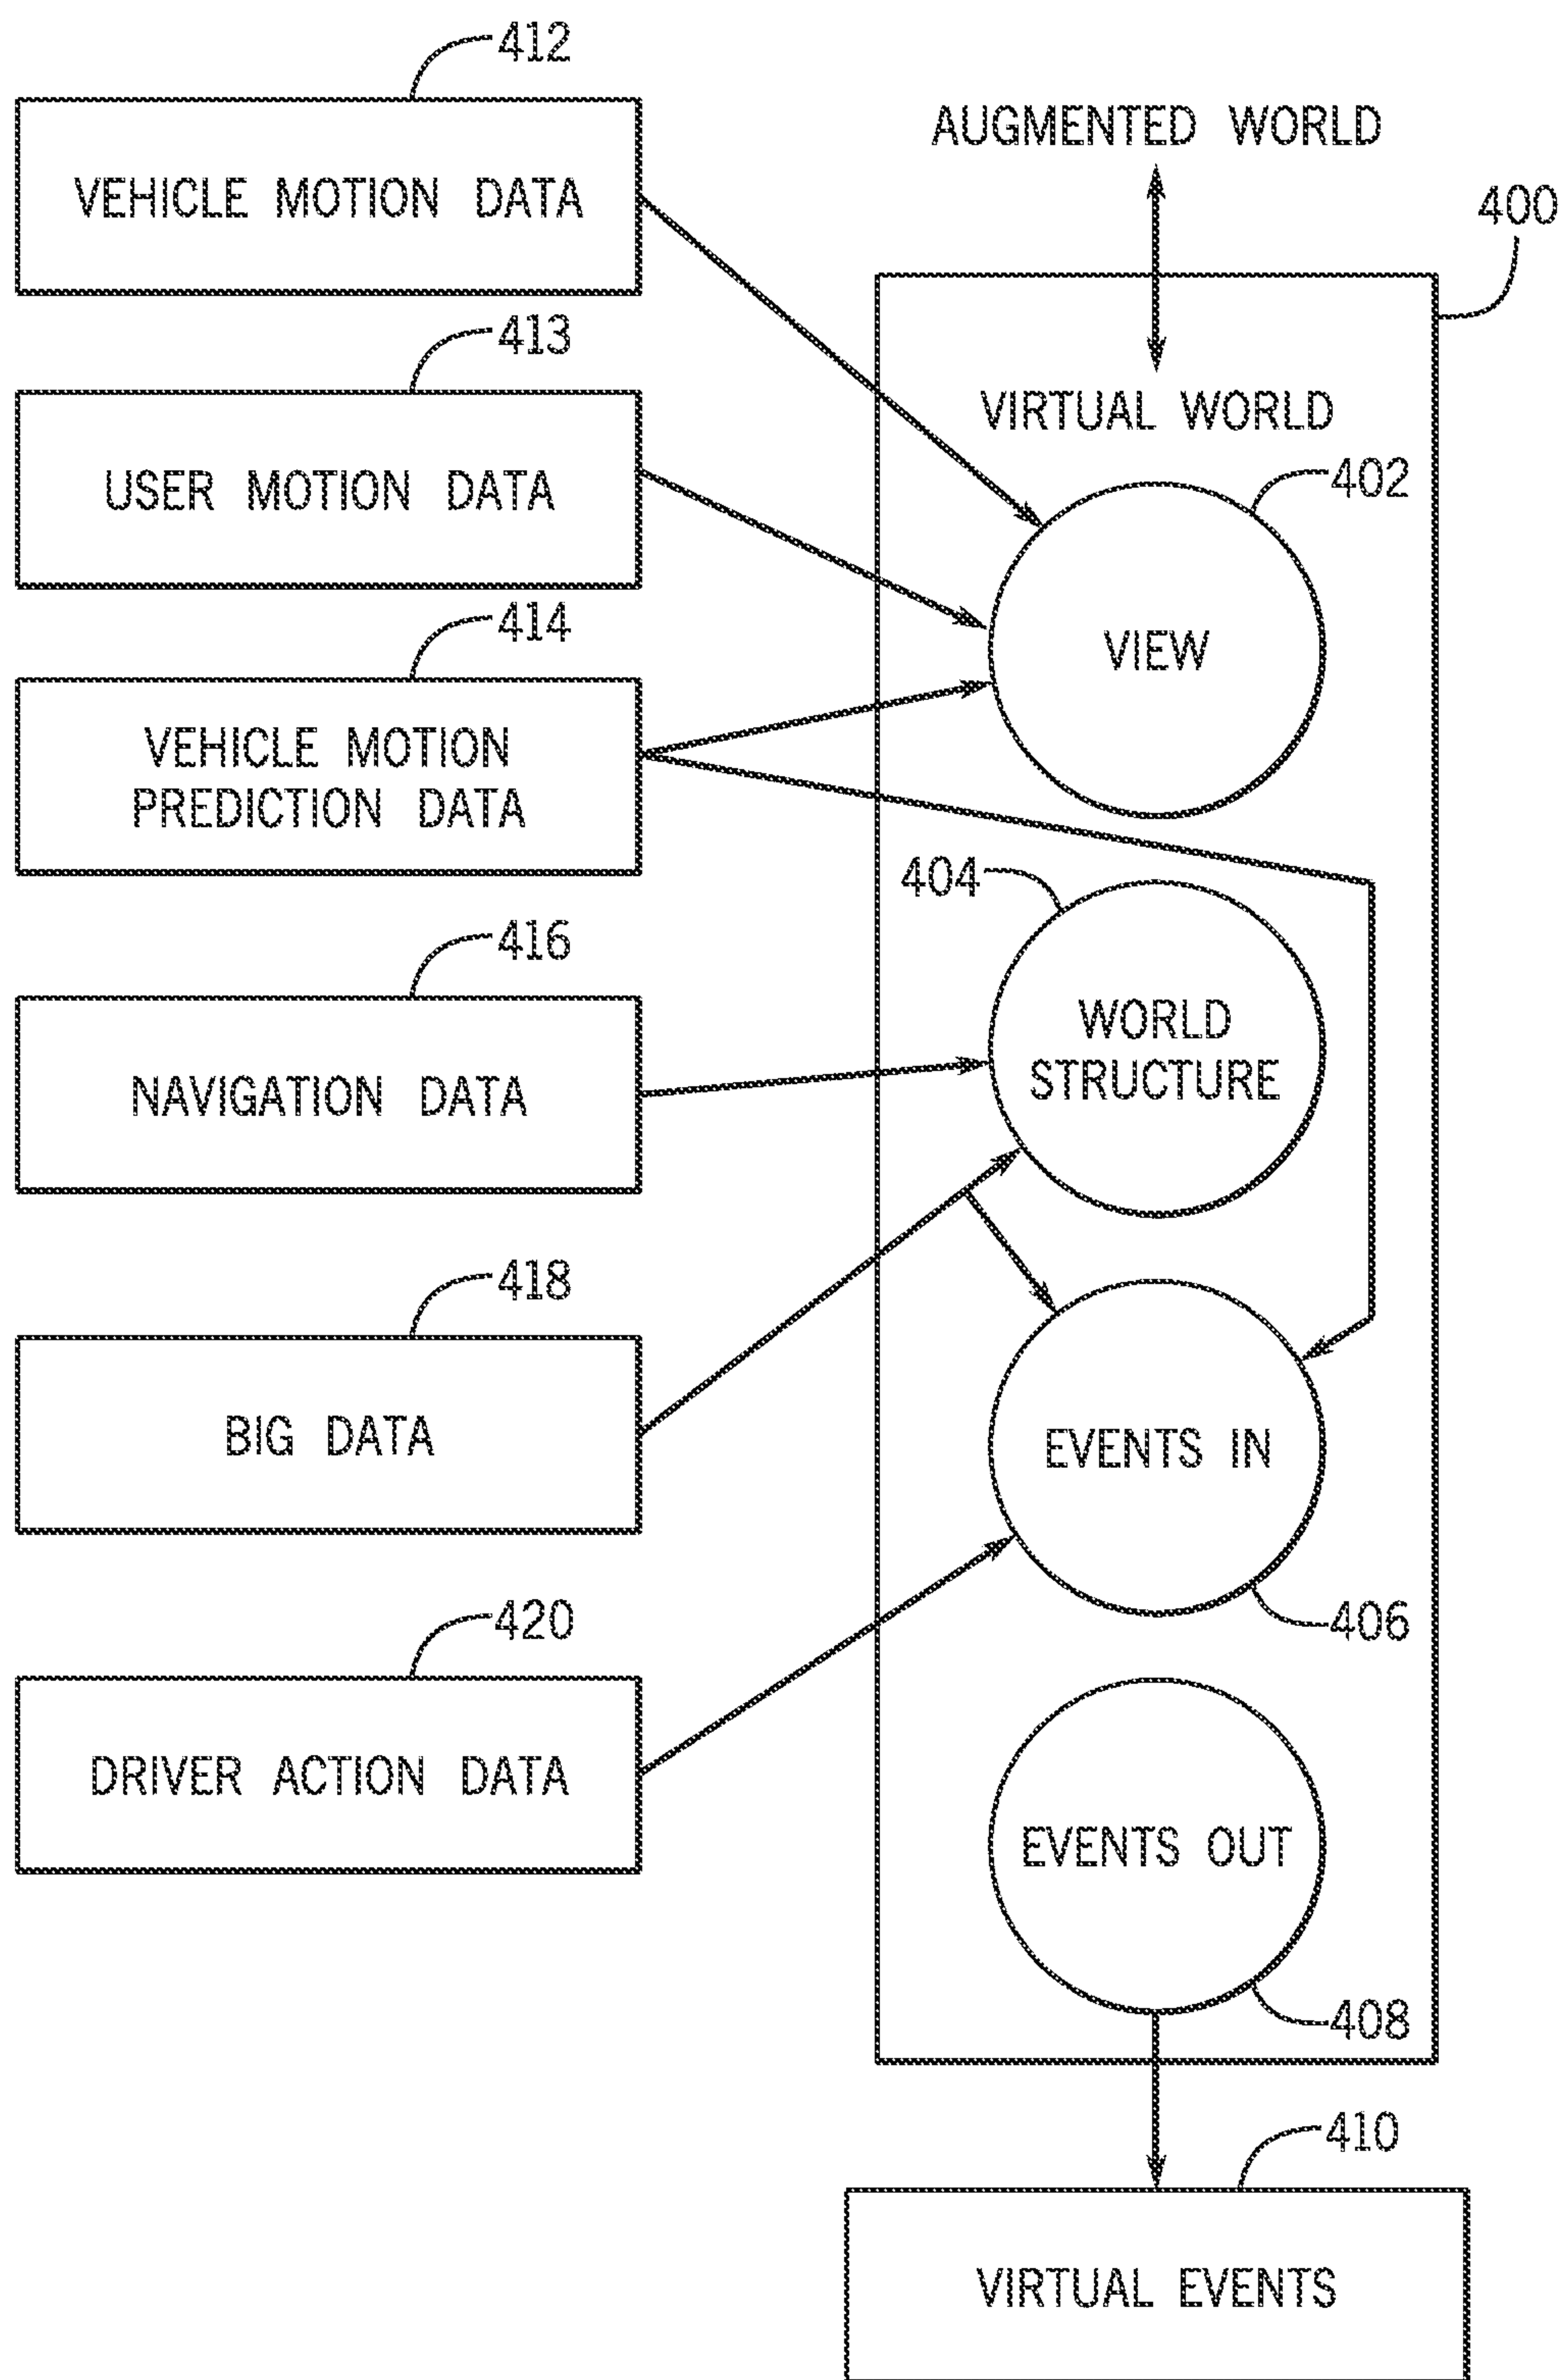 412
VEHICLE MOTION DATA
AUGMENTED WORLD
400
413
USER MOTION DATA
VIRTUAL WORLD
402
VIEW
414
VEHICLE MOTION
PREDICTION DATA
404
WORLD
STRUCTURE
416
NAVIGATION DATA
418
BIG DATA
EVENTS IN
406
420
DRIVER ACTION DATA
EVENTS OUT
408
410
VIRTUAL EVENTS